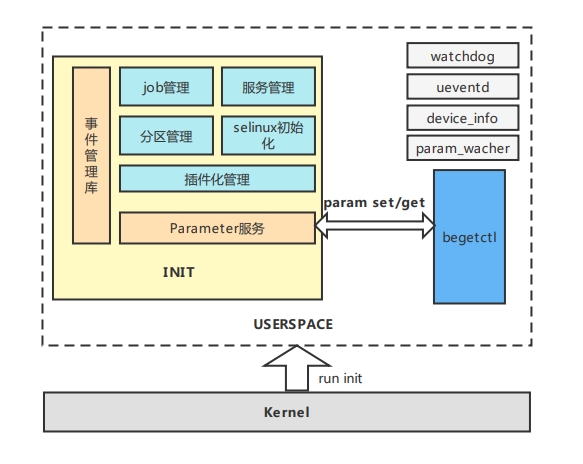 事
件
管
理
库
job管理
服务管理
分区管理
selinux初始
化
插件化管理
Parameter服务
INIT
watchdog
ueventd
device_info
param_wacher
param set/get
begetctl
USERSPACE
run init
Kernel